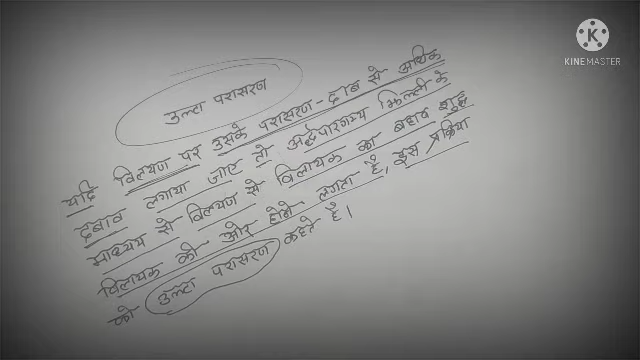 KINEMASTER
उल्टा परासरण
यदि विलयन पर उसके परासरण-दाब से अधिक
दबाव लगाया जाए तो अर्द्धपारगम्य झिल्ली के
माध्यम से विलयन से विलायक का बहाव शुद्ध
विलायक की ओर होने लगता है, इस प्रक्रिया
को उल्टा परासरण कहते हैं।